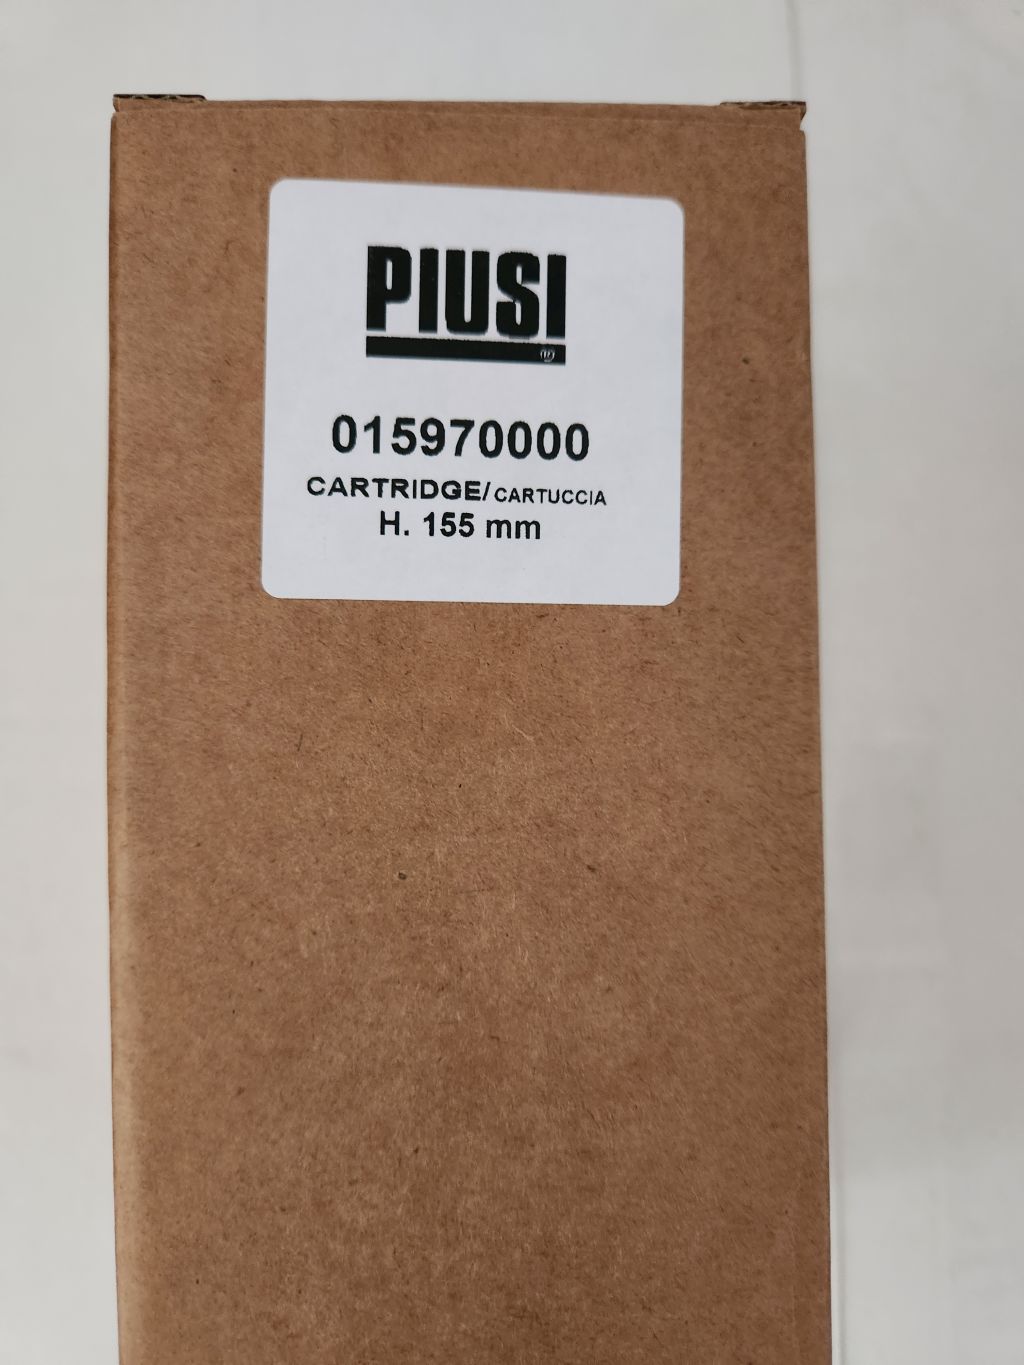 PIUSI
®
015970000
CARTRIDGE/CARTUCCIA
H. 155 mm